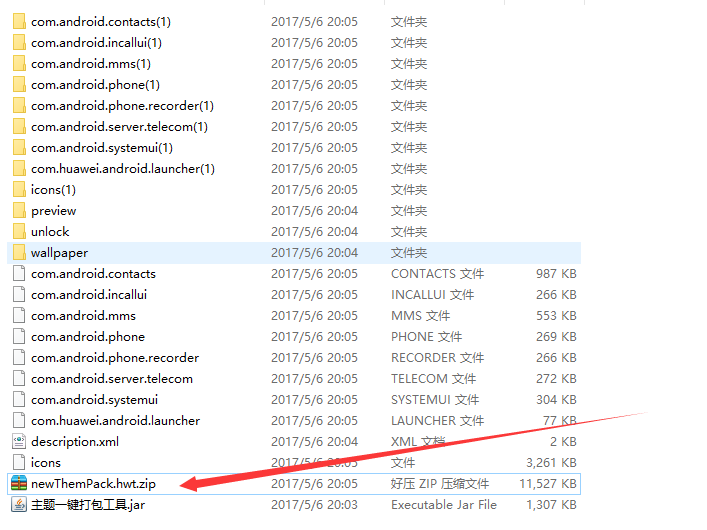 com.android.contacts(1) 2017/5/6 20:05 文件夹
com.android.incallui(1) 2017/5/6 20:05 文件夹
com.android.mms(1) 2017/5/6 20:05 文件夹
com.android.phone(1) 2017/5/6 20:05 文件夹
com.android.phone.recorder(1) 2017/5/6 20:05 文件夹
com.android.server.telecom(1) 2017/5/6 20:05 文件夹
com.android.systemui(1) 2017/5/6 20:05 文件夹
com.huawei.android.launcher(1) 2017/5/6 20:05 文件夹
icons(1) 2017/5/6 20:05 文件夹
preview 2017/5/6 20:04 文件夹
unlock 2017/5/6 20:04 文件夹
wallpaper 2017/5/6 20:04 文件夹
com.android.contacts 2017/5/6 20:05 CONTACTS 文件 987 KB
com.android.incallui 2017/5/6 20:05 INCALLUI 文件 266 KB
com.android.mms 2017/5/6 20:05 MMS 文件 553 KB
com.android.phone 2017/5/6 20:05 PHONE 文件 269 KB
com.android.phone.recorder 2017/5/6 20:05 RECORDER 文件 266 KB
com.android.server.telecom 2017/5/6 20:05 TELECOM 文件 272 KB
com.android.systemui 2017/5/6 20:05 SYSTEMUI 文件 304 KB
com.huawei.android.launcher 2017/5/6 20:05 LAUNCHER 文件 77 KB
description.xml 2017/5/6 20:04 XML 文档 2 KB
icons 2017/5/6 20:05 文件 3,261 KB
newThemPack.hwt.zip 2017/5/6 20:05 好压 ZIP 压缩文件 11,527 KB
主题一键打包工具.jar 2017/5/6 20:03 Executable Jar File 1,307 KB